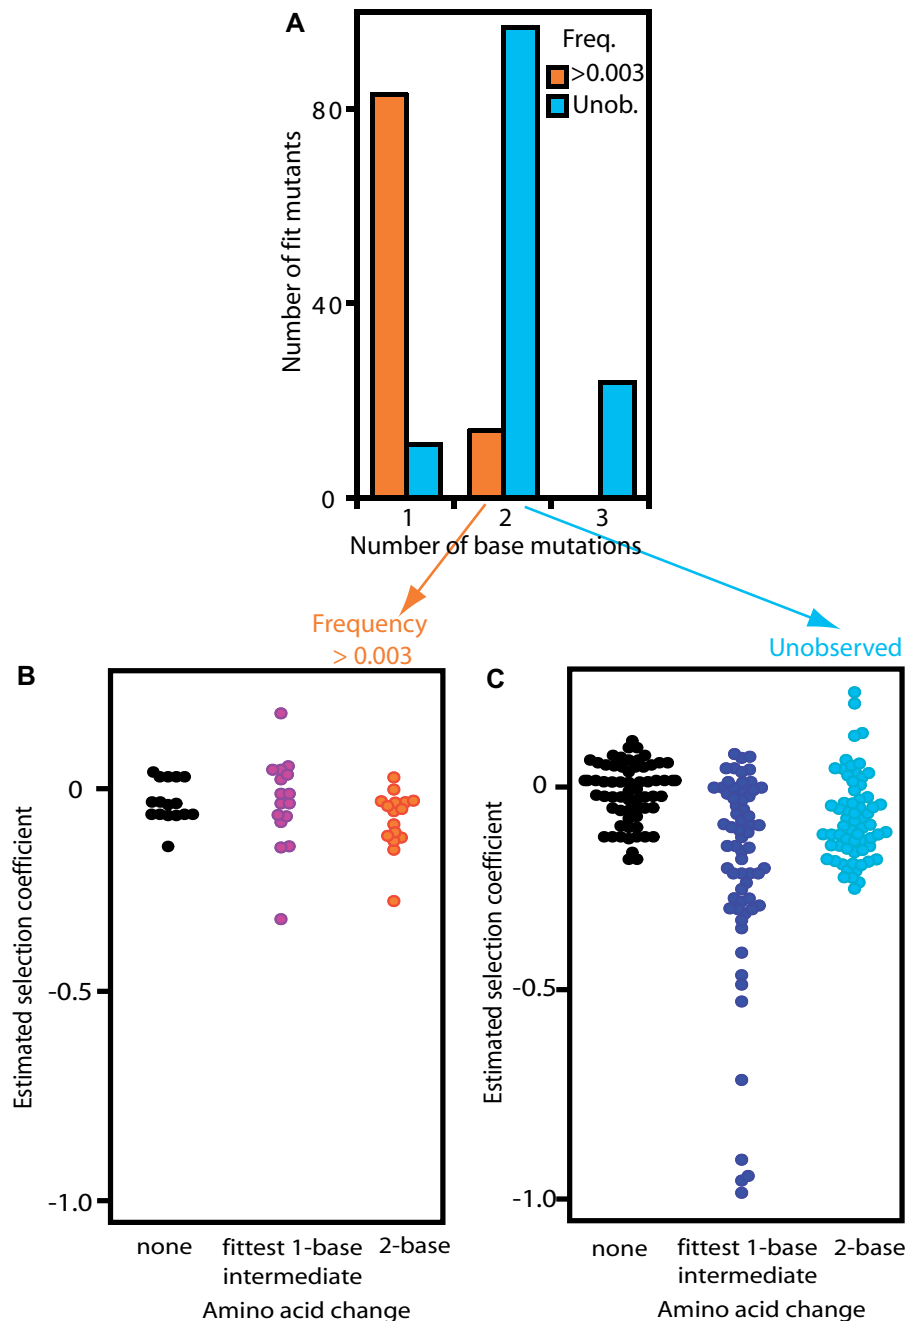 A
Freq.
>0.003
Unob.
Number of fit mutants
80
40
0
1 2 3
Number of base mutations
Frequency
> 0.003
Unobserved
B
Estimated selection coefficient
0
-0.5
-1.0
none
fittest 1-base
intermediate
2-base
Amino acid change
C
Estimated selection coefficient
0
-0.5
-1.0
none
fittest 1-base
intermediate
2-base
Amino acid change